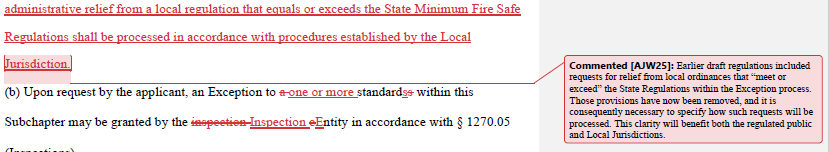 administrative relief from a local regulation that equals or exceeds the State Minimum Fire Safe
Regulations shall be processed in accordance with procedures established by the Local
Jurisdiction.
(b) Upon request by the applicant, an Exception to a one or more standardss within this
Subchapter may be granted by the inspection Inspection eEntity in accordance with § 1270.05
(Inspections)
Commented [AJW25]: Earlier draft regulations included
requests for relief from local ordinances that “meet or
exceed” the State Regulations within the Exception process.
Those provisions have now been removed, and it is
consequently necessary to specify how such requests will be
processed. This clarity will benefit both the regulated public
and Local Jurisdictions.